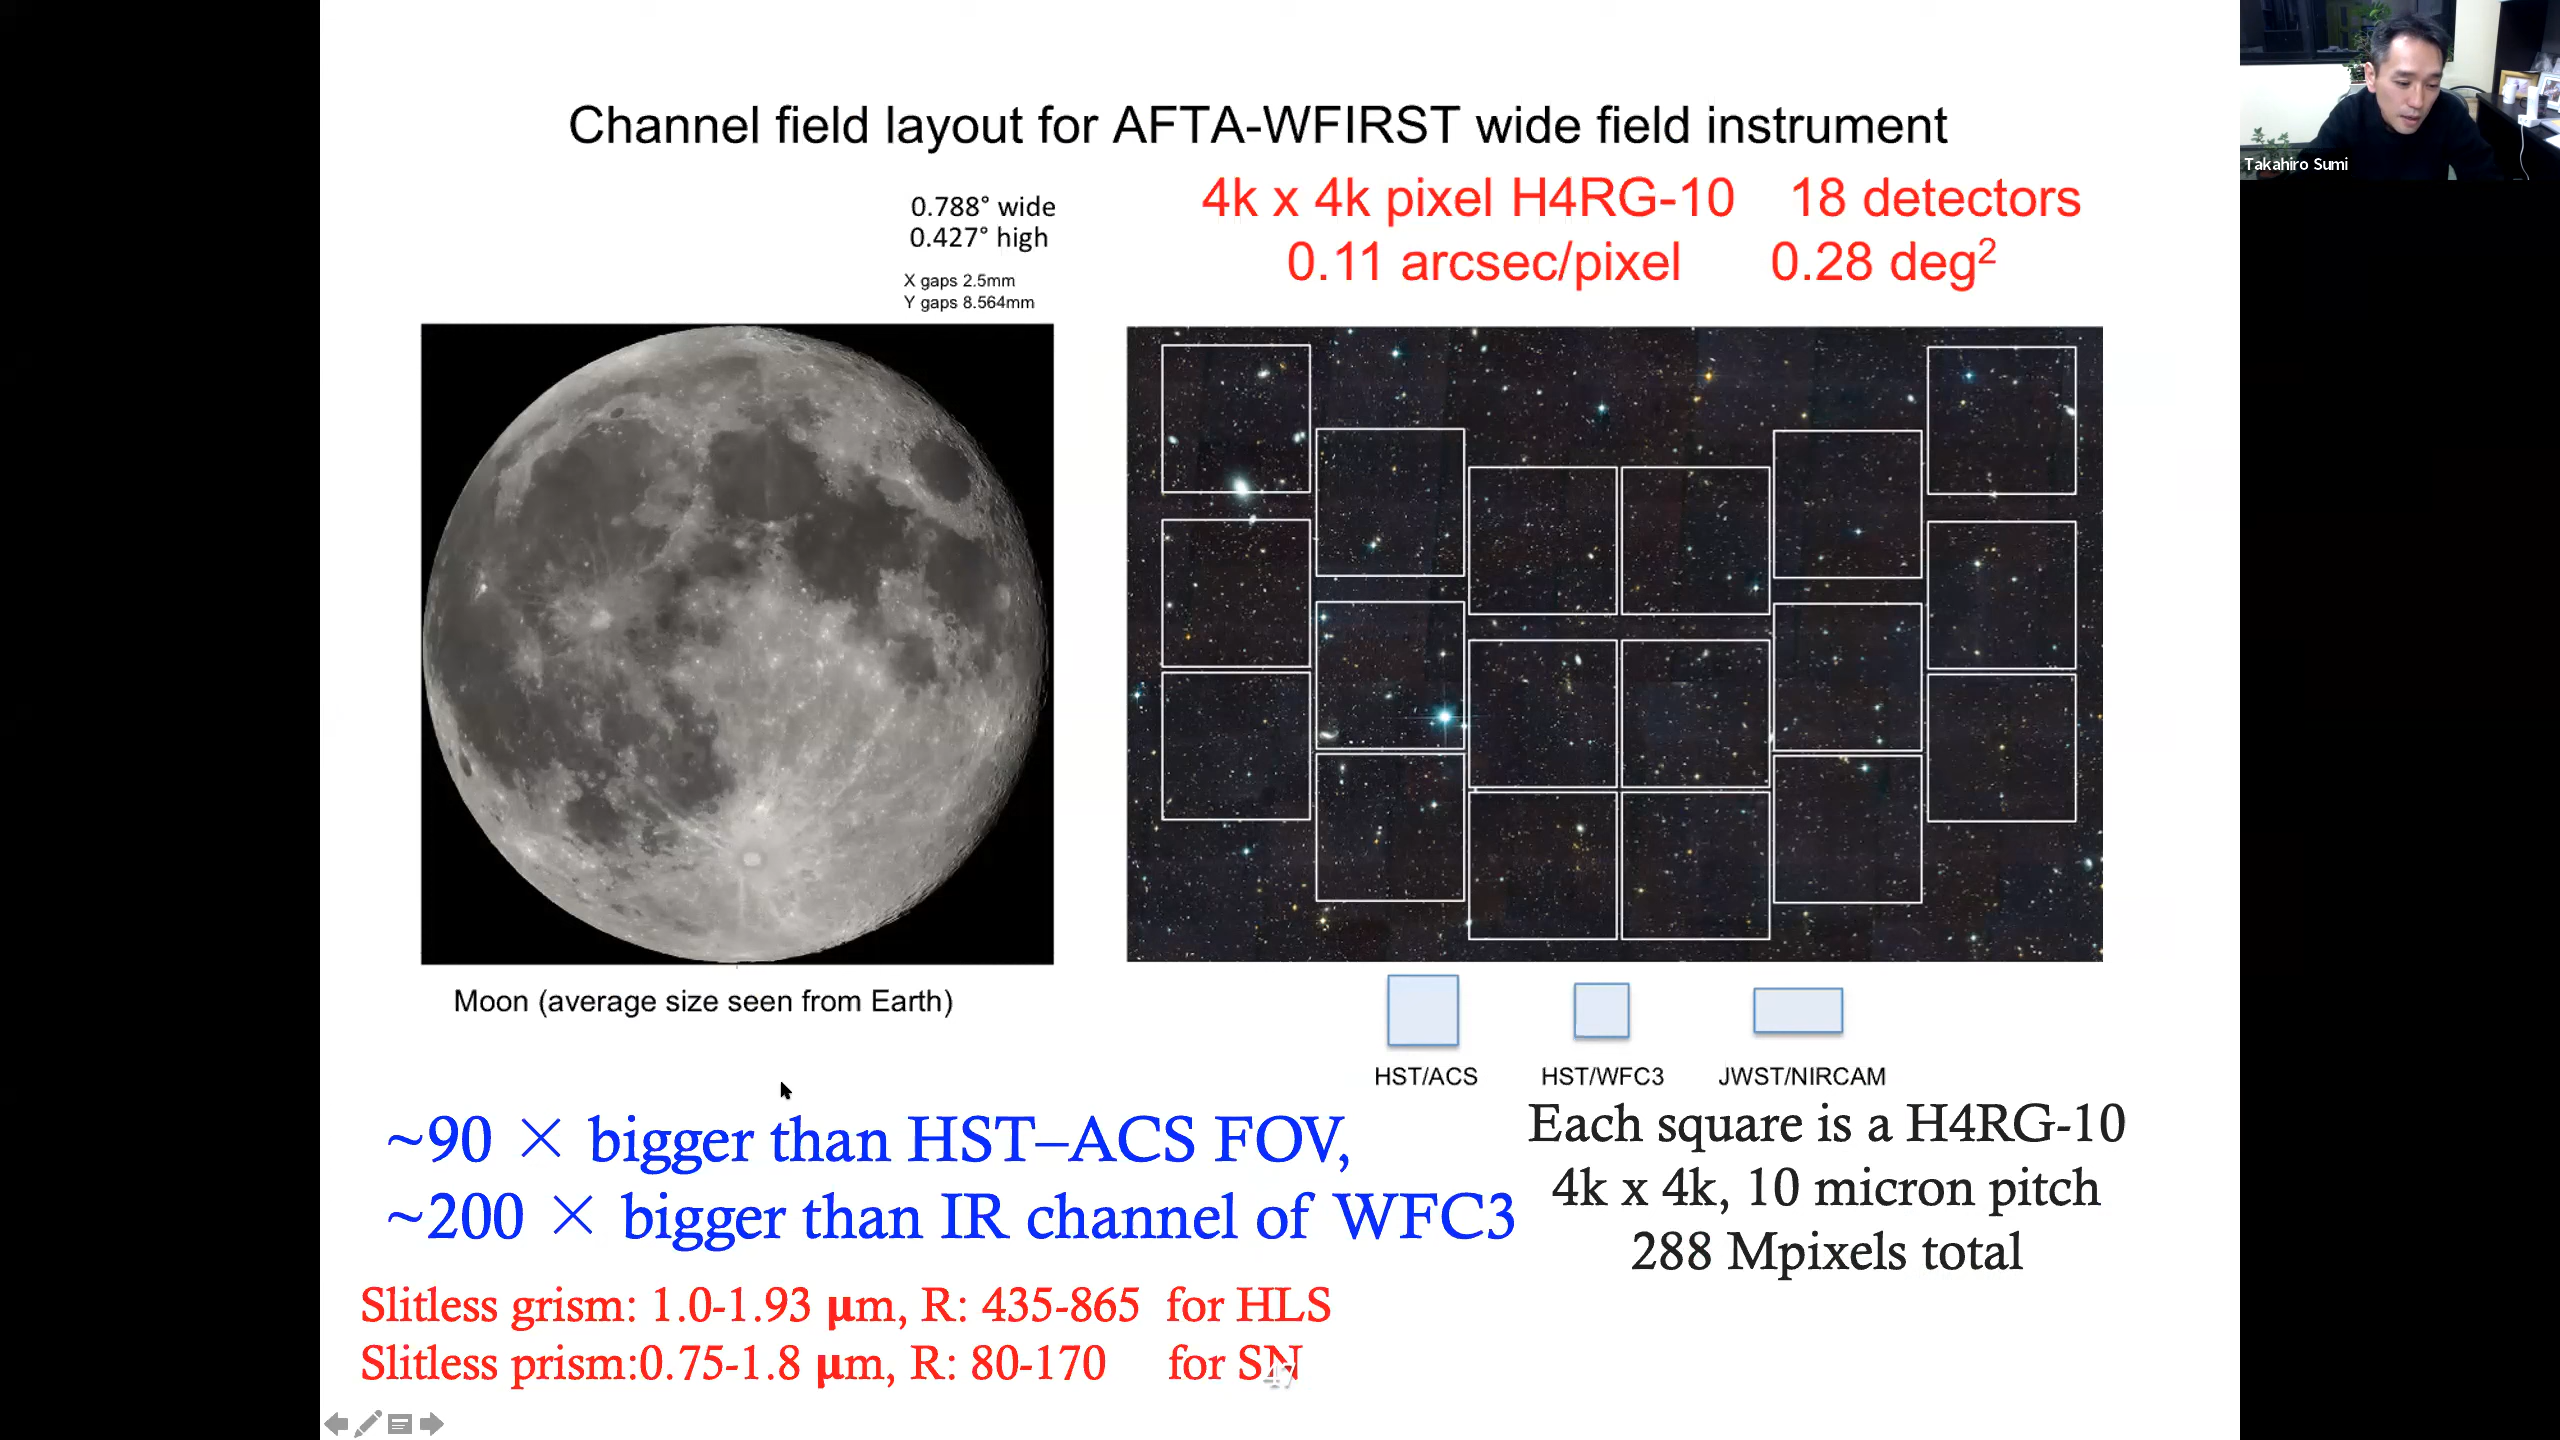 Channel field layout for AFTA-WFIRST wide field instrument
0.788° wide
0.427° high
X gaps 2.5mm
Y gaps 8.564mm
4k x 4k pixel H4RG-10 18 detectors
0.11 arcsec/pixel 0.28 deg²
Takahiro Sumi
Moon (average size seen from Earth)
HST/ACS HST/WFC3 JWST/NIRCAM
~90 × bigger than HST–ACS FOV,
~200 × bigger than IR channel of WFC3
Each square is a H4RG-10
4k x 4k, 10 micron pitch
288 Mpixels total
Slitless grism: 1.0-1.93 μm, R: 435-865 for HLS
Slitless prism:0.75-1.8 μm, R: 80-170 for SN
47